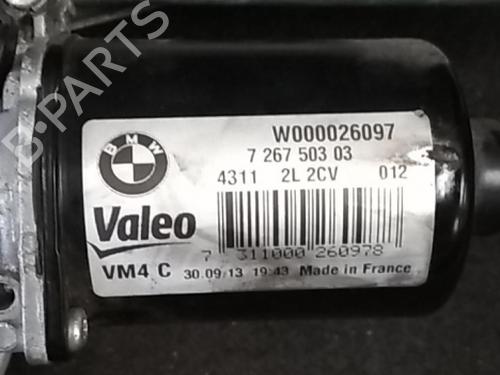 B-PARTS
BMW
W000026097
7 267 503 03
4311 2L 2CV 012
Valeo
7 311000 260978
VM4 C 30.09/13 19:43 Made in France